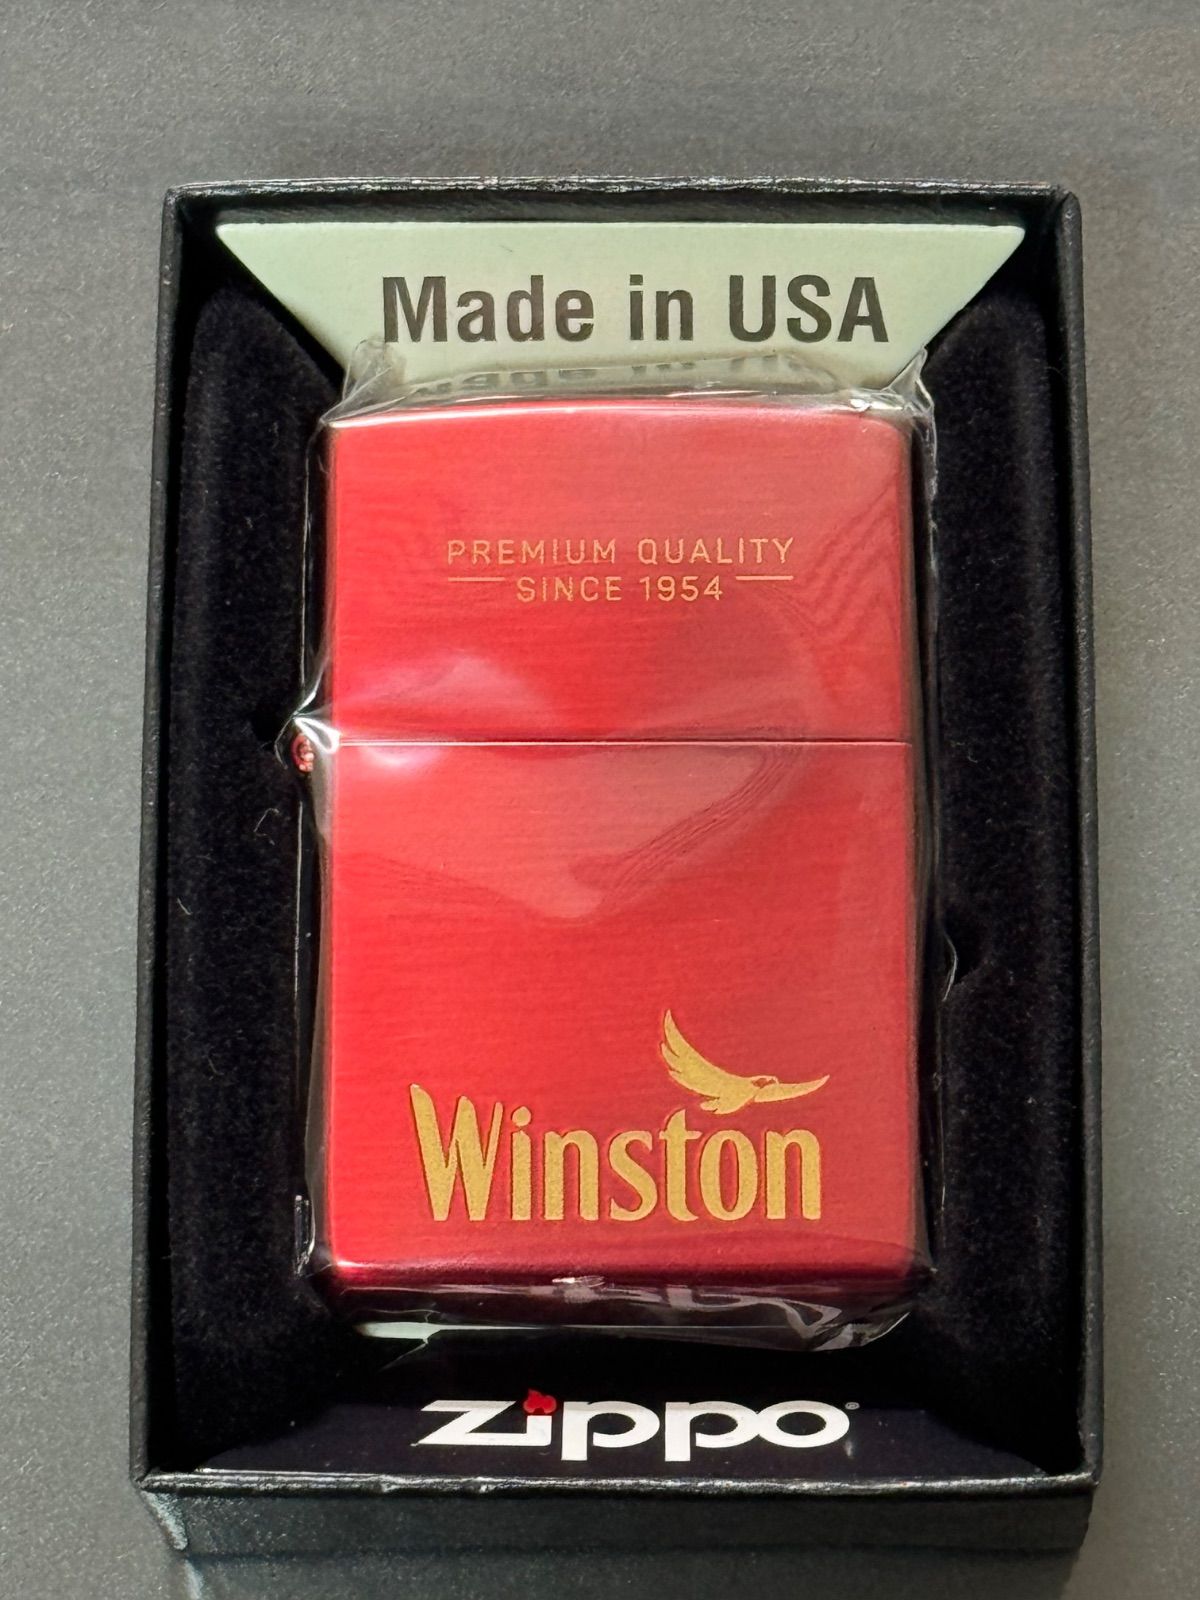 Made in USA
PREMIUM QUALITY
SINCE 1954
Winston
zippo®